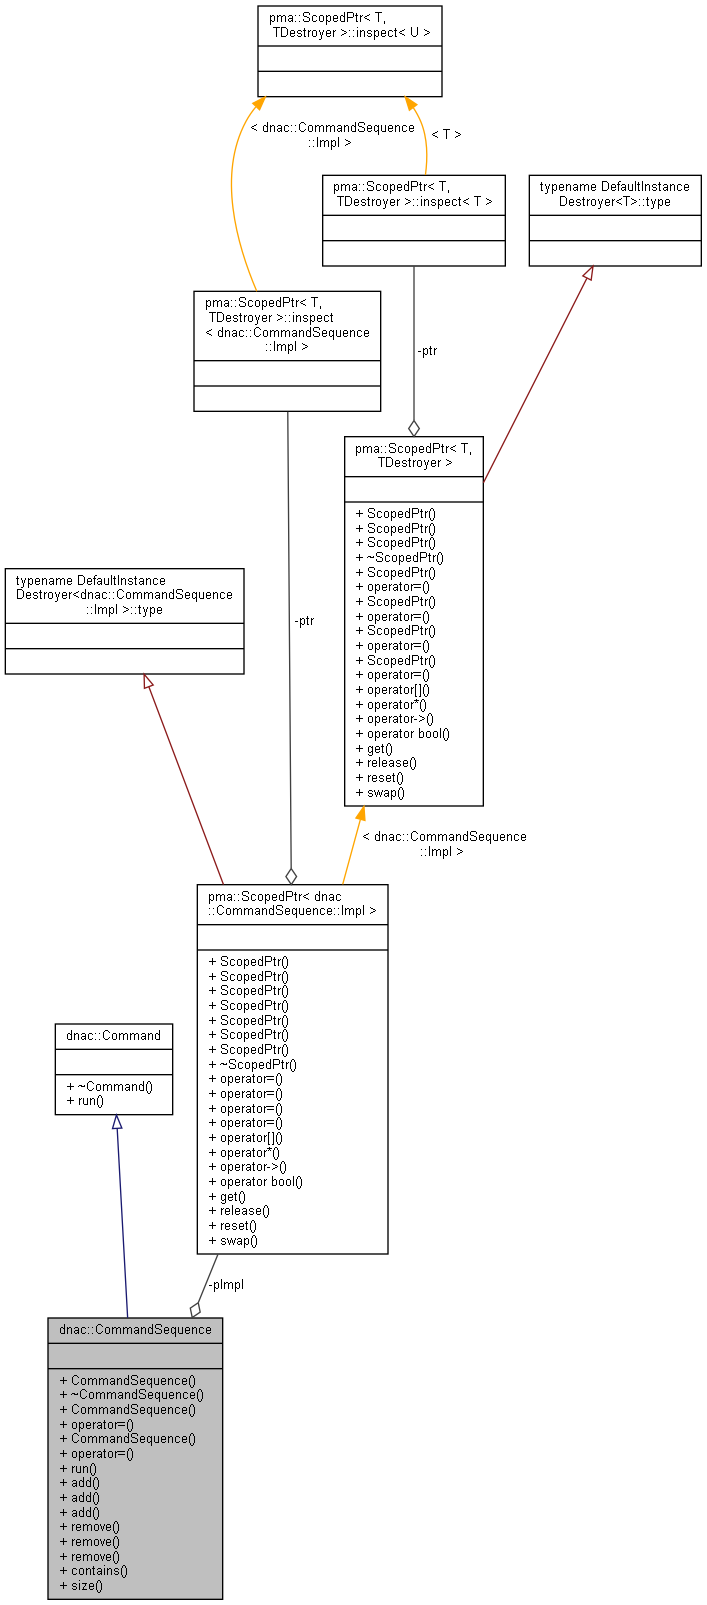 pma::ScopedPtr< T,
TDestroyer >::inspect< U >
< dnac::CommandSequence
::Impl >
< T >
pma::ScopedPtr< T,
TDestroyer >::inspect< T >
typename DefaultInstance
Destroyer<T>::type
pma::ScopedPtr< T,
TDestroyer >::inspect
< dnac::CommandSequence
::Impl >
-ptr
pma::ScopedPtr< T,
TDestroyer >
+ ScopedPtr()
+ ScopedPtr()
+ ScopedPtr()
+ ~ScopedPtr()
+ ScopedPtr()
+ operator=()
+ ScopedPtr()
+ operator=()
+ ScopedPtr()
+ operator=()
+ ScopedPtr()
+ operator=()
+ operator[]()
+ operator*()
+ operator->()
+ operator bool()
+ get()
+ release()
+ reset()
+ swap()
typename DefaultInstance
Destroyer<dnac::CommandSequence
::Impl >::type
-ptr
< dnac::CommandSequence
::Impl >
pma::ScopedPtr< dnac
::CommandSequence::Impl >
+ ScopedPtr()
+ ScopedPtr()
+ ScopedPtr()
+ ScopedPtr()
+ ScopedPtr()
+ ScopedPtr()
+ ScopedPtr()
+ ~ScopedPtr()
+ operator=()
+ operator=()
+ operator=()
+ operator=()
+ operator[]()
+ operator*()
+ operator->()
+ operator bool()
+ get()
+ release()
+ reset()
+ swap()
dnac::Command
+ ~Command()
+ run()
-pImpl
dnac::CommandSequence
+ CommandSequence()
+ ~CommandSequence()
+ CommandSequence()
+ operator=()
+ CommandSequence()
+ operator=()
+ run()
+ add()
+ add()
+ add()
+ remove()
+ remove()
+ remove()
+ contains()
+ size()